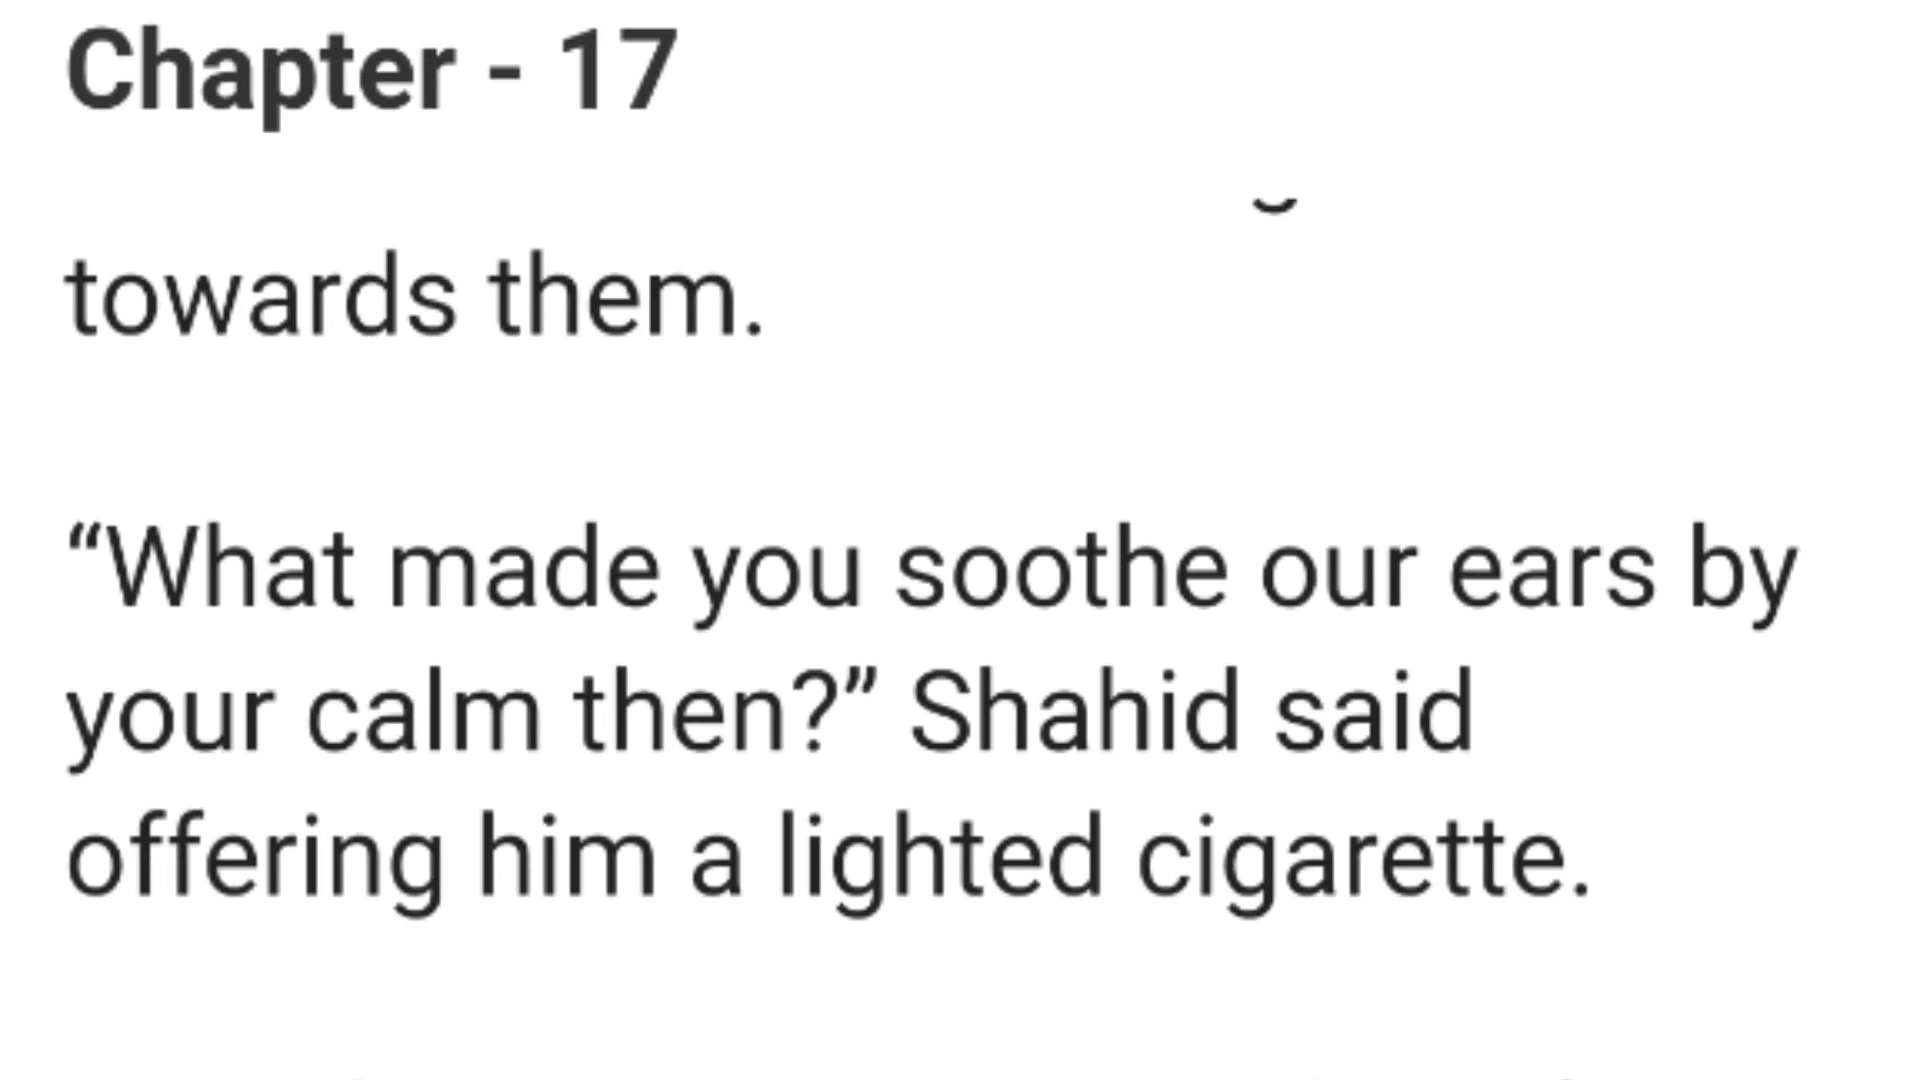 Chapter - 17
towards them.
“What made you soothe our ears by
your calm then?” Shahid said
offering him a lighted cigarette.